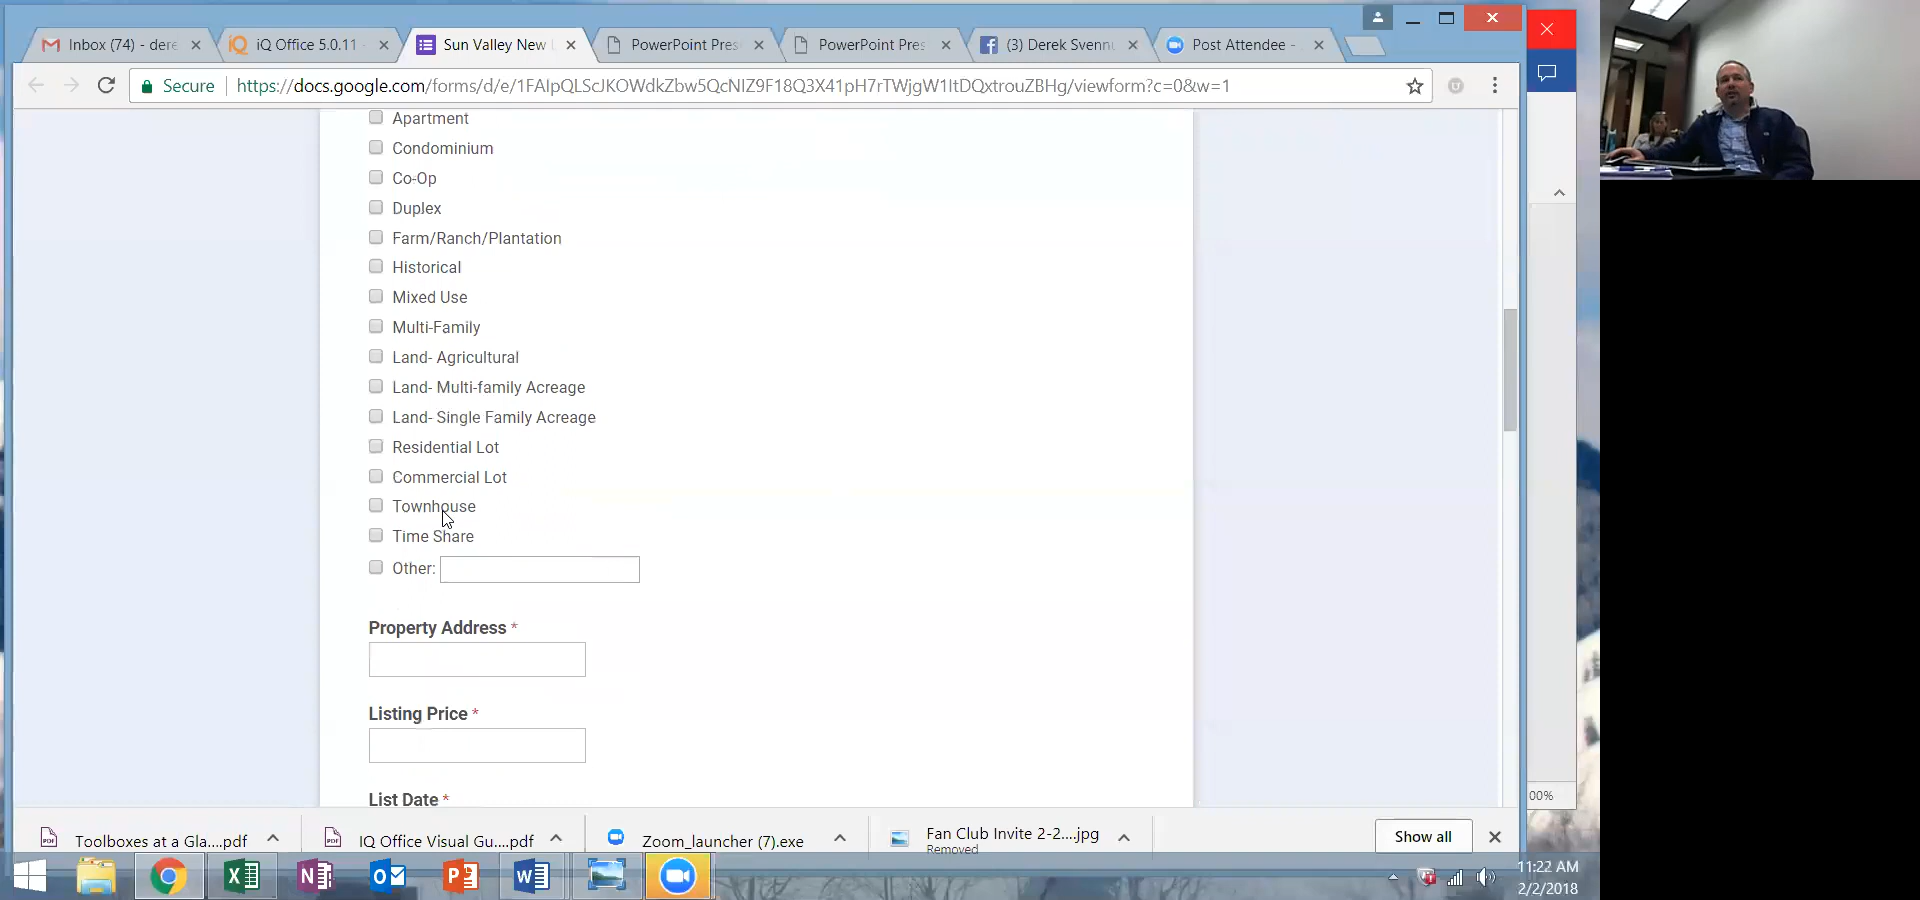 Inbox (74) - dere
iQ Office 5.0.11 -
Sun Valley New
PowerPoint Pres
PowerPoint Pres
(3) Derek Svennu
Post Attendee -
Secure
https://docs.google.com/forms/d/e/1FAIpQLScJKOWdkZbw5QcNIZ9F18Q3X41pH7rTWjgW1ItDQxtrouZBHg/viewform?c=0&w=1
Apartment
Condominium
Co-Op
Duplex
Farm/Ranch/Plantation
Historical
Mixed Use
Multi-Family
Land- Agricultural
Land- Multi-family Acreage
Land- Single Family Acreage
Residential Lot
Commercial Lot
Townhouse
Time Share
Other:
Property Address *
Listing Price *
List Date *
00%
Toolboxes at a Gla....pdf
IQ Office Visual Gu....pdf
Zoom_launcher (7).exe
Fan Club Invite 2-2....jpg
Removed
Show all
11:22 AM
2/2/2018